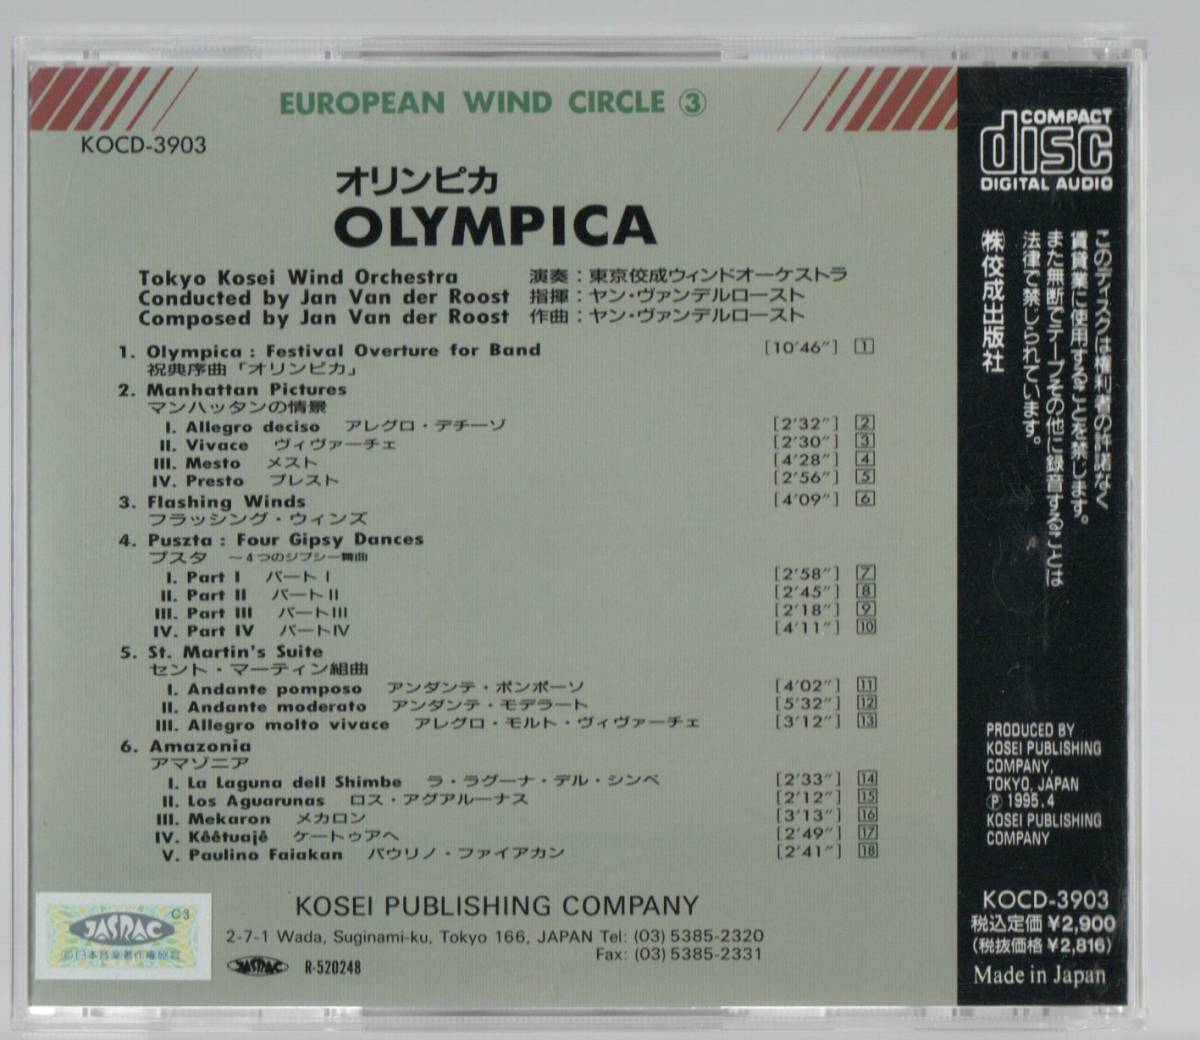 EUROPEAN WIND CIRCLE ③
KOCD-3903
オリンピカ
OLYMPICA
Tokyo Kosei Wind Orchestra 演奏：東京佼成ウィンドオーケストラ
Conducted by Jan Van der Roost 指揮：ヤン・ヴァンデルロースト
Composed by Jan Van der Roost 作曲：ヤン・ヴァンデルロースト
1. Olympica : Festival Overture for Band [10'46"] 1
祝典序曲「オリンピカ」
2. Manhattan Pictures
マンハッタンの情景
I. Allegro deciso アレグロ・デチーゾ [2'32"] 2
II. Vivace ヴィヴァーチェ [2'30"] 3
III. Mesto メスト [4'28"] 4
IV. Presto プレスト [2'56"] 5
3. Flashing Winds [4'09"] 6
フラッシング・ウィンズ
4. Puszta : Four Gipsy Dances
プスタ ～4つのジプシー舞曲
I. Part I パート I [2'58"] 7
II. Part II パートII [2'45"] 8
III. Part III パートIII [2'18"] 9
IV. Part IV パートIV [4'11"] 10
5. St. Martin's Suite
セント・マーティン組曲
I. Andante pomposo アンダンテ・ポンポーソ [4'02"] 11
II. Andante moderato アンダンテ・モデラート [5'32"] 12
III. Allegro molto vivace アレグロ・モルト・ヴィヴァーチェ [3'12"] 13
6. Amazonia
アマゾニア
I. La Laguna dell Shimbe ラ・ラグーナ・デル・シンベ [2'33"] 14
II. Los Aguarunas ロス・アグアルーナス [2'12"] 15
III. Mekaron メカロン [3'13"] 16
IV. Kêêtuajê ケートゥアヘ [2'49"] 17
V. Paulino Faiakan パウリノ・ファイアカン [2'41"] 18
KOSEI PUBLISHING COMPANY
2-7-1 Wada, Suginami-ku, Tokyo 166, JAPAN Tel: (03) 5385-2320
Fax: (03) 5385-2331
JASRAC R-520248
C3
JASRAC
COMPACT
disc
DIGITAL AUDIO
このディスクは権利者の許諾なく
賃貸業に使用することを禁じます。
また無断でテープその他に録音することは
法律で禁じられています。
㈱佼成出版社
PRODUCED BY
KOSEI PUBLISHING
COMPANY,
TOKYO, JAPAN
Ⓟ 1995.4
KOSEI PUBLISHING
COMPANY
KOCD-3903
税込定価¥2,900
(税抜価格¥2,816)
Made in Japan